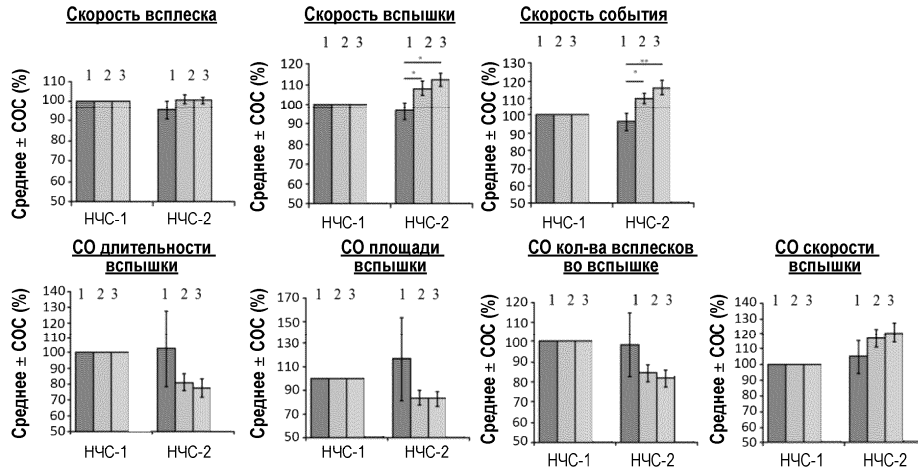 Скорость всплеска
Скорость вспышки
Скорость события
Среднее ± СОС (%)
110
100
90
80
70
60
50
1 2 3
1 2 3
НЧС-1
НЧС-2
Среднее ± СОС (%)
130
120
110
100
90
80
70
60
50
1 2 3
1 2 3
*
*
НЧС-1
НЧС-2
Среднее ± СОС (%)
130
120
110
100
90
80
70
60
50
1 2 3
1 2 3
**
*
НЧС-1
НЧС-2
СО длительности
вспышки
СО площади
вспышки
СО кол-ва всплесков
во вспышке
СО скорости
вспышки
Среднее ± СОС (%)
140
130
120
110
100
90
80
70
60
50
1 2 3
1 2 3
НЧС-1
НЧС-2
Среднее ± СОС (%)
170
150
130
110
90
70
50
1 2 3
1 2 3
НЧС-1
НЧС-2
Среднее ± СОС (%)
120
110
100
90
80
70
60
50
1 2 3
1 2 3
НЧС-1
НЧС-2
Среднее ± СОС (%)
140
130
120
110
100
90
80
70
60
50
1 2 3
1 2 3
НЧС-1
НЧС-2